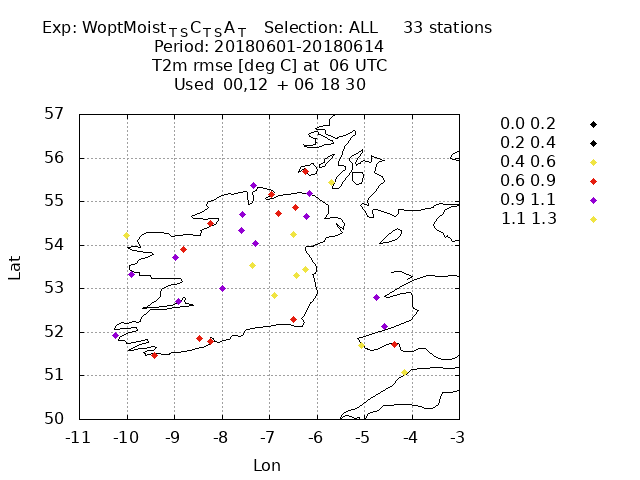 Exp: WoptMoist_TS C_TS A_T   Selection: ALL   33 stations
Period: 20180601-20180614
T2m rmse [deg C] at  06 UTC
Used  00,12  + 06 18 30
57
56
55
54
53
52
51
50
-11 -10 -9 -8 -7 -6 -5 -4 -3
Lat
Lon
0.0 0.2
0.2 0.4
0.4 0.6
0.6 0.9
0.9 1.1
1.1 1.3